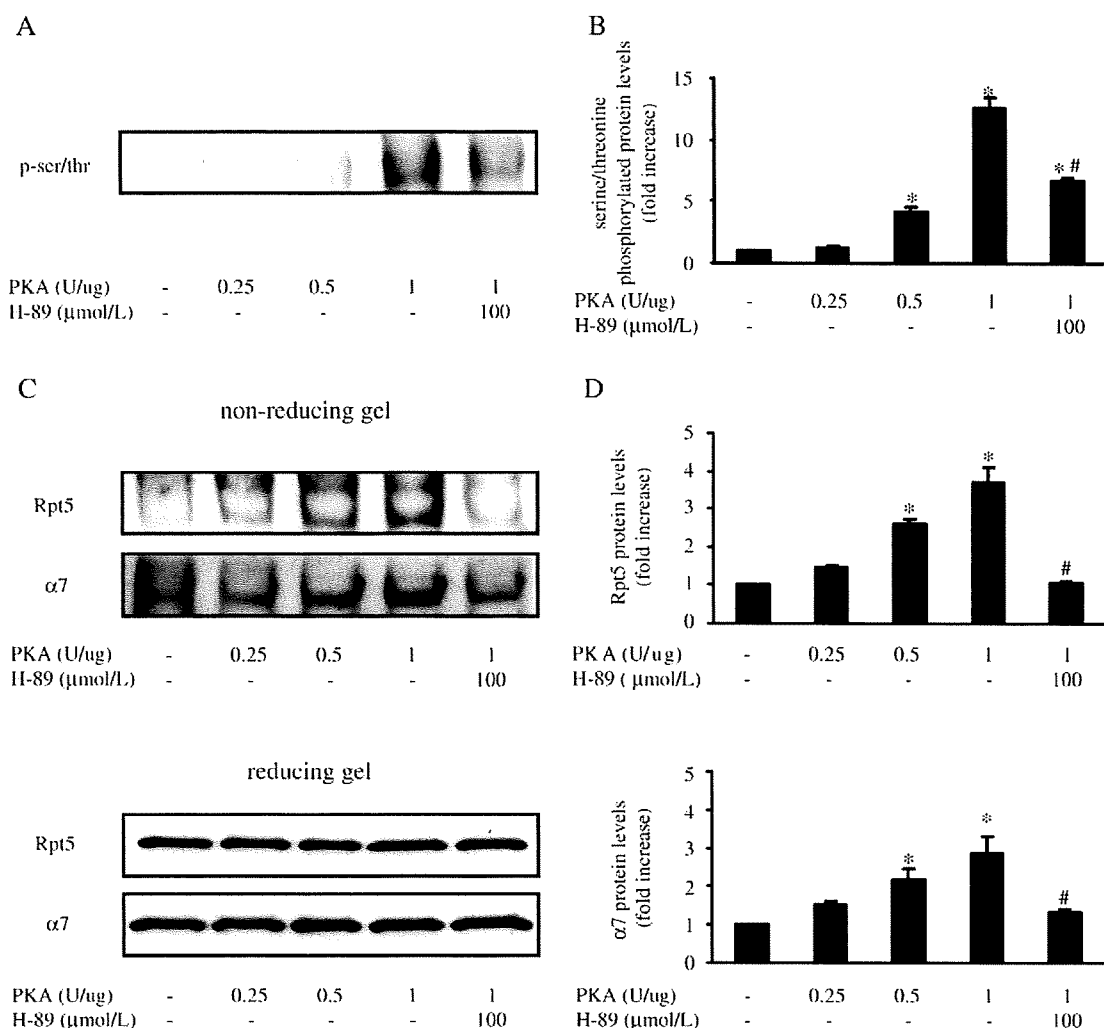 A
p-ser/thr
PKA (U/ug) - 0.25 0.5 1 1
H-89 (μmol/L) - - - - 100
B
serine/threonine
phosphorylated protein levels
(fold increase)
15
10
5
0
*
*
* #
PKA (U/ug) - 0.25 0.5 1 1
H-89 (μmol/L) - - - - 100
C
non-reducing gel
Rpt5
α7
PKA (U/ug) - 0.25 0.5 1 1
H-89 (μmol/L) - - - - 100
reducing gel
Rpt5
α7
PKA (U/ug) - 0.25 0.5 1 1
H-89 (μmol/L) - - - - 100
D
Rpt5 protein levels
(fold increase)
5
4
3
2
1
0
*
*
#
PKA (U/ug) - 0.25 0.5 1 1
H-89 ( μmol/L) - - - - 100
α7 protein levels
(fold increase)
5
4
3
2
1
0
*
*
#
PKA (U/ug) - 0.25 0.5 1 1
H-89 (μmol/L) - - - - 100